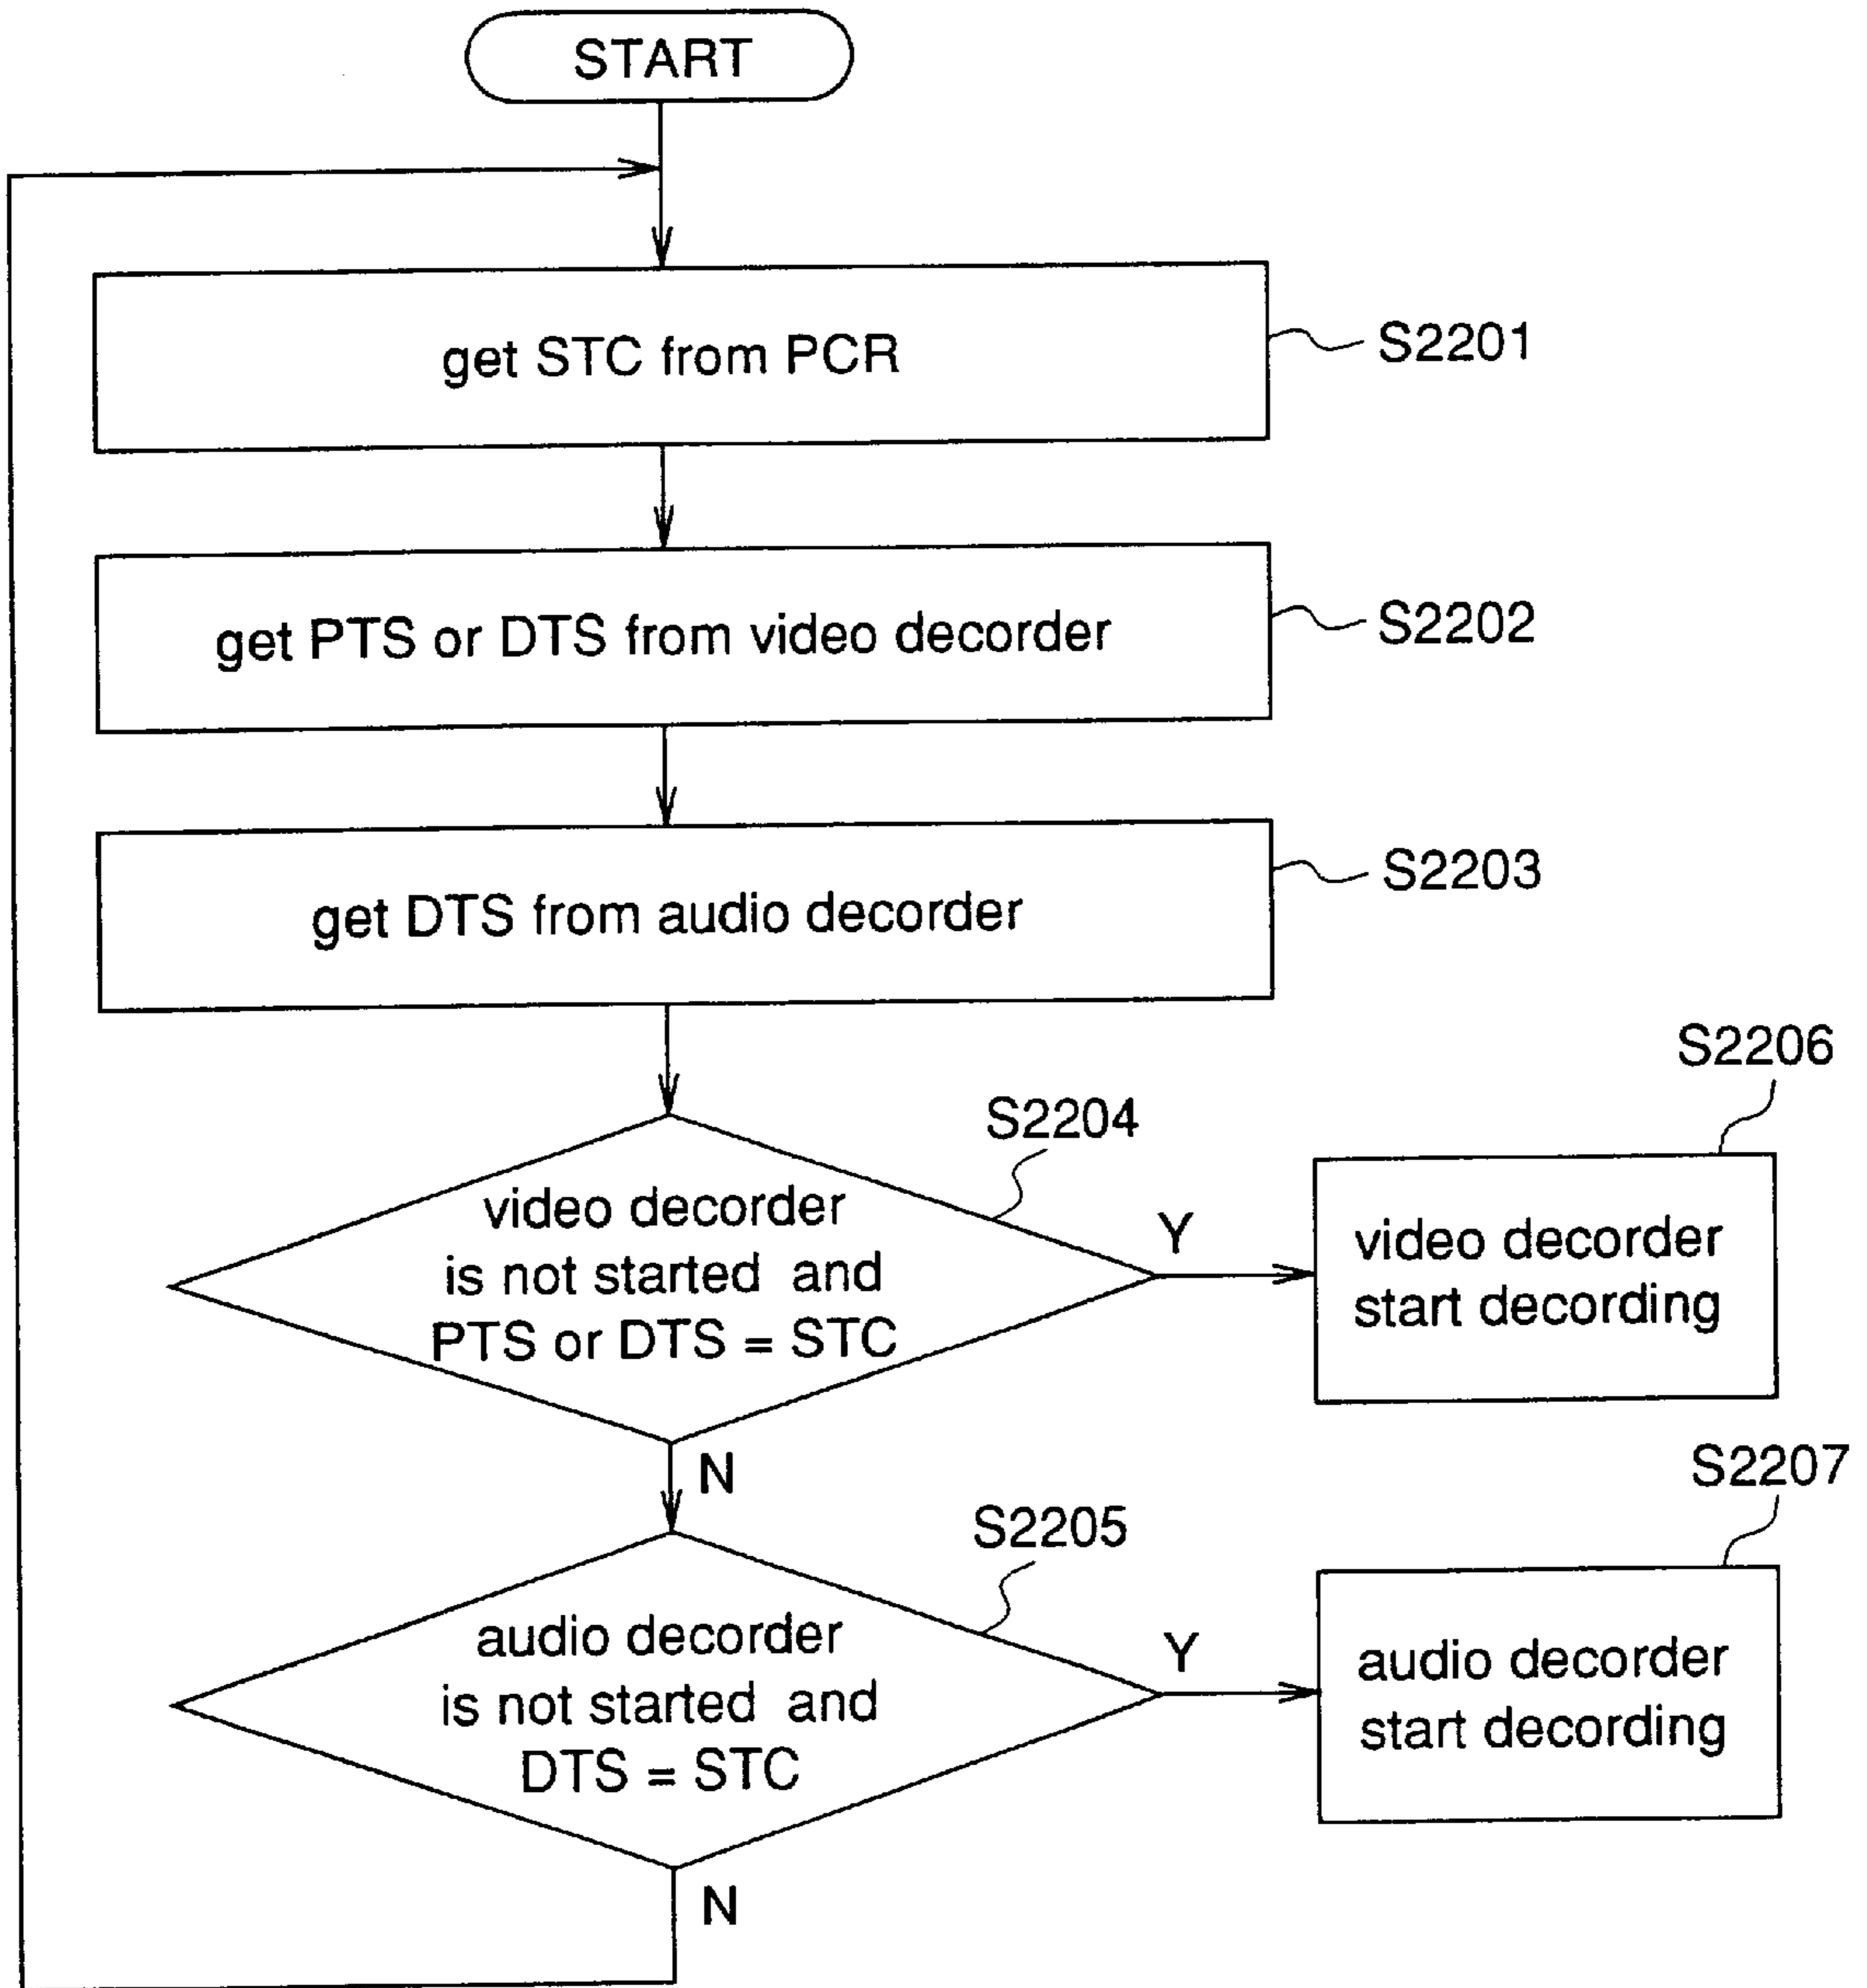 START
get STC from PCR
S2201
get PTS or DTS from video decorder
S2202
get DTS from audio decorder
S2203
video decorder
is not started and
PTS or DTS = STC
S2204
Y
video decorder
start decording
S2206
N
audio decorder
is not started and
DTS = STC
S2205
Y
audio decorder
start decording
S2207
N